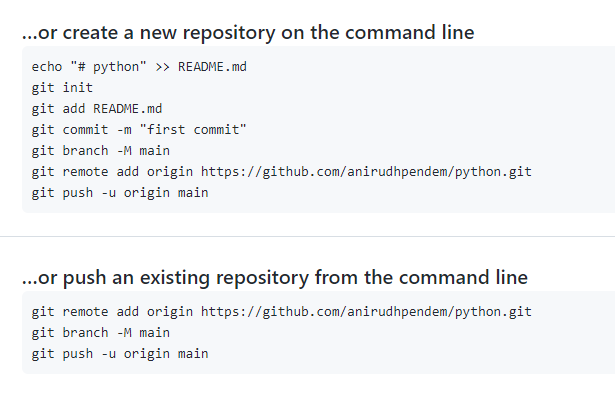 ...or create a new repository on the command line
echo "# python" >> README.md
git init
git add README.md
git commit -m "first commit"
git branch -M main
git remote add origin https://github.com/anirudhpendem/python.git
git push -u origin main
...or push an existing repository from the command line
git remote add origin https://github.com/anirudhpendem/python.git
git branch -M main
git push -u origin main